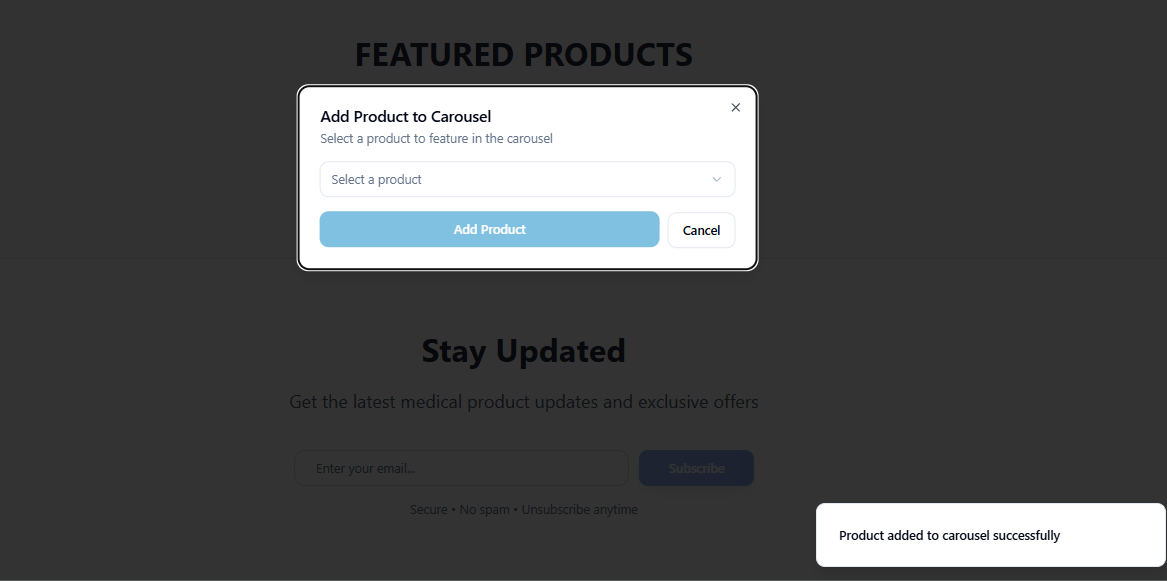 FEATURED PRODUCTS
Add Product to Carousel
Select a product to feature in the carousel
Select a product
Add Product
Cancel
Stay Updated
Get the latest medical product updates and exclusive offers
Enter your email...
Subscribe
Secure • No spam • Unsubscribe anytime
Product added to carousel successfully